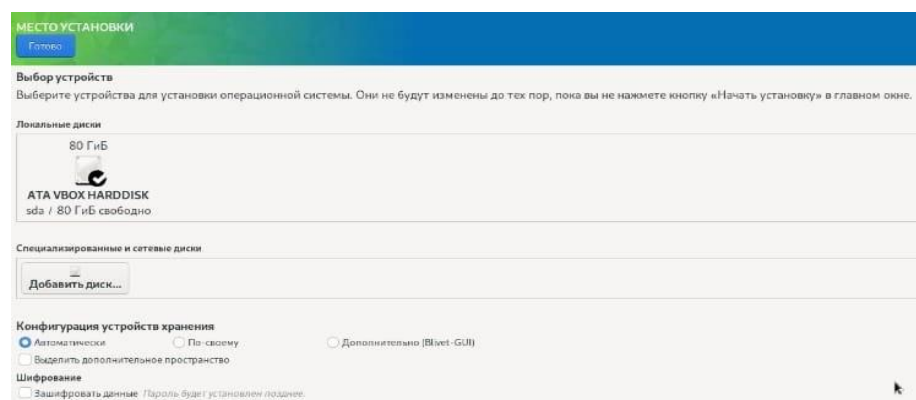 МЕСТО УСТАНОВКИ
Готово
Выбор устройств
Выберите устройства для установки операционной системы. Они не будут изменены до тех пор, пока вы не нажмете кнопку «Начать установку» в главном окне.
Локальные диски
80 ГиБ
ATA VBOX HARDDISK
sda / 80 ГиБ свободно
Специализированные и сетевые диски
Добавить диск...
Конфигурация устройств хранения
Автоматически По-своему Дополнительно (Blivet-GUI)
Выделить дополнительное пространство
Шифрование
Зашифровать данные Пароль будет установлен позднее.